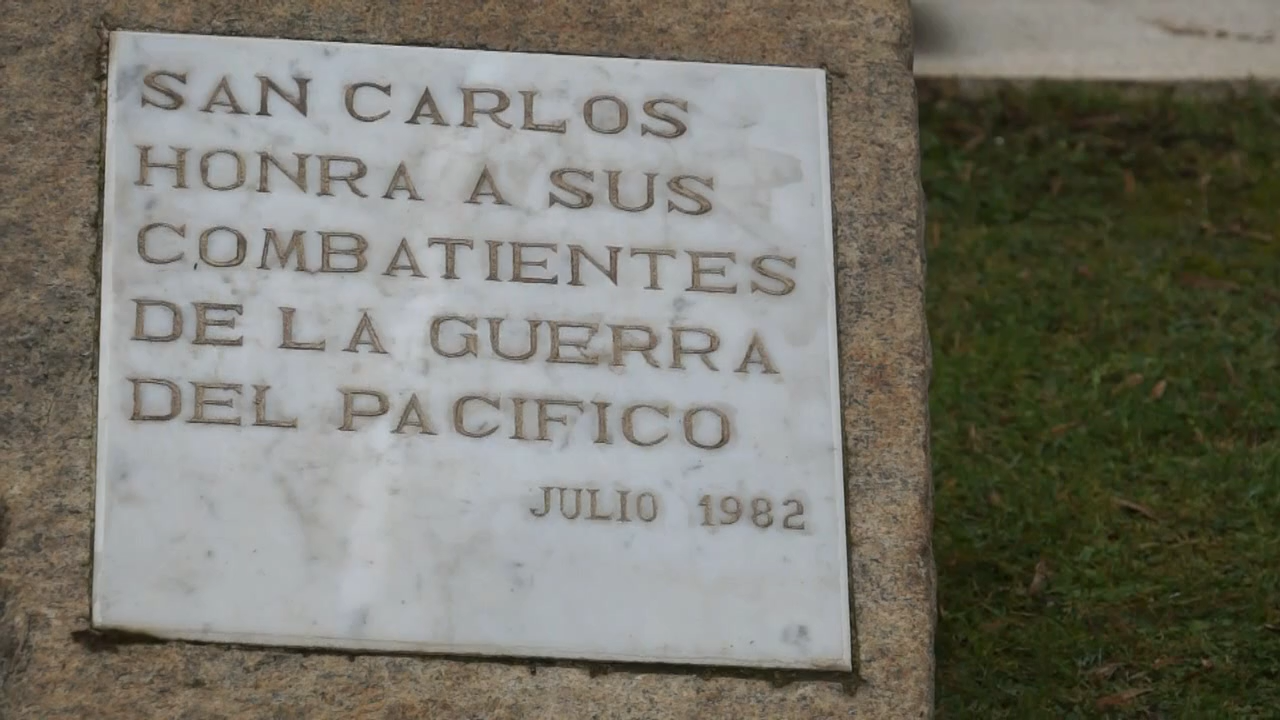 SAN CARLOS
HONRA A SUS
COMBATIENTES
DE LA GUERRA
DEL PACIFICO
JULIO 1982